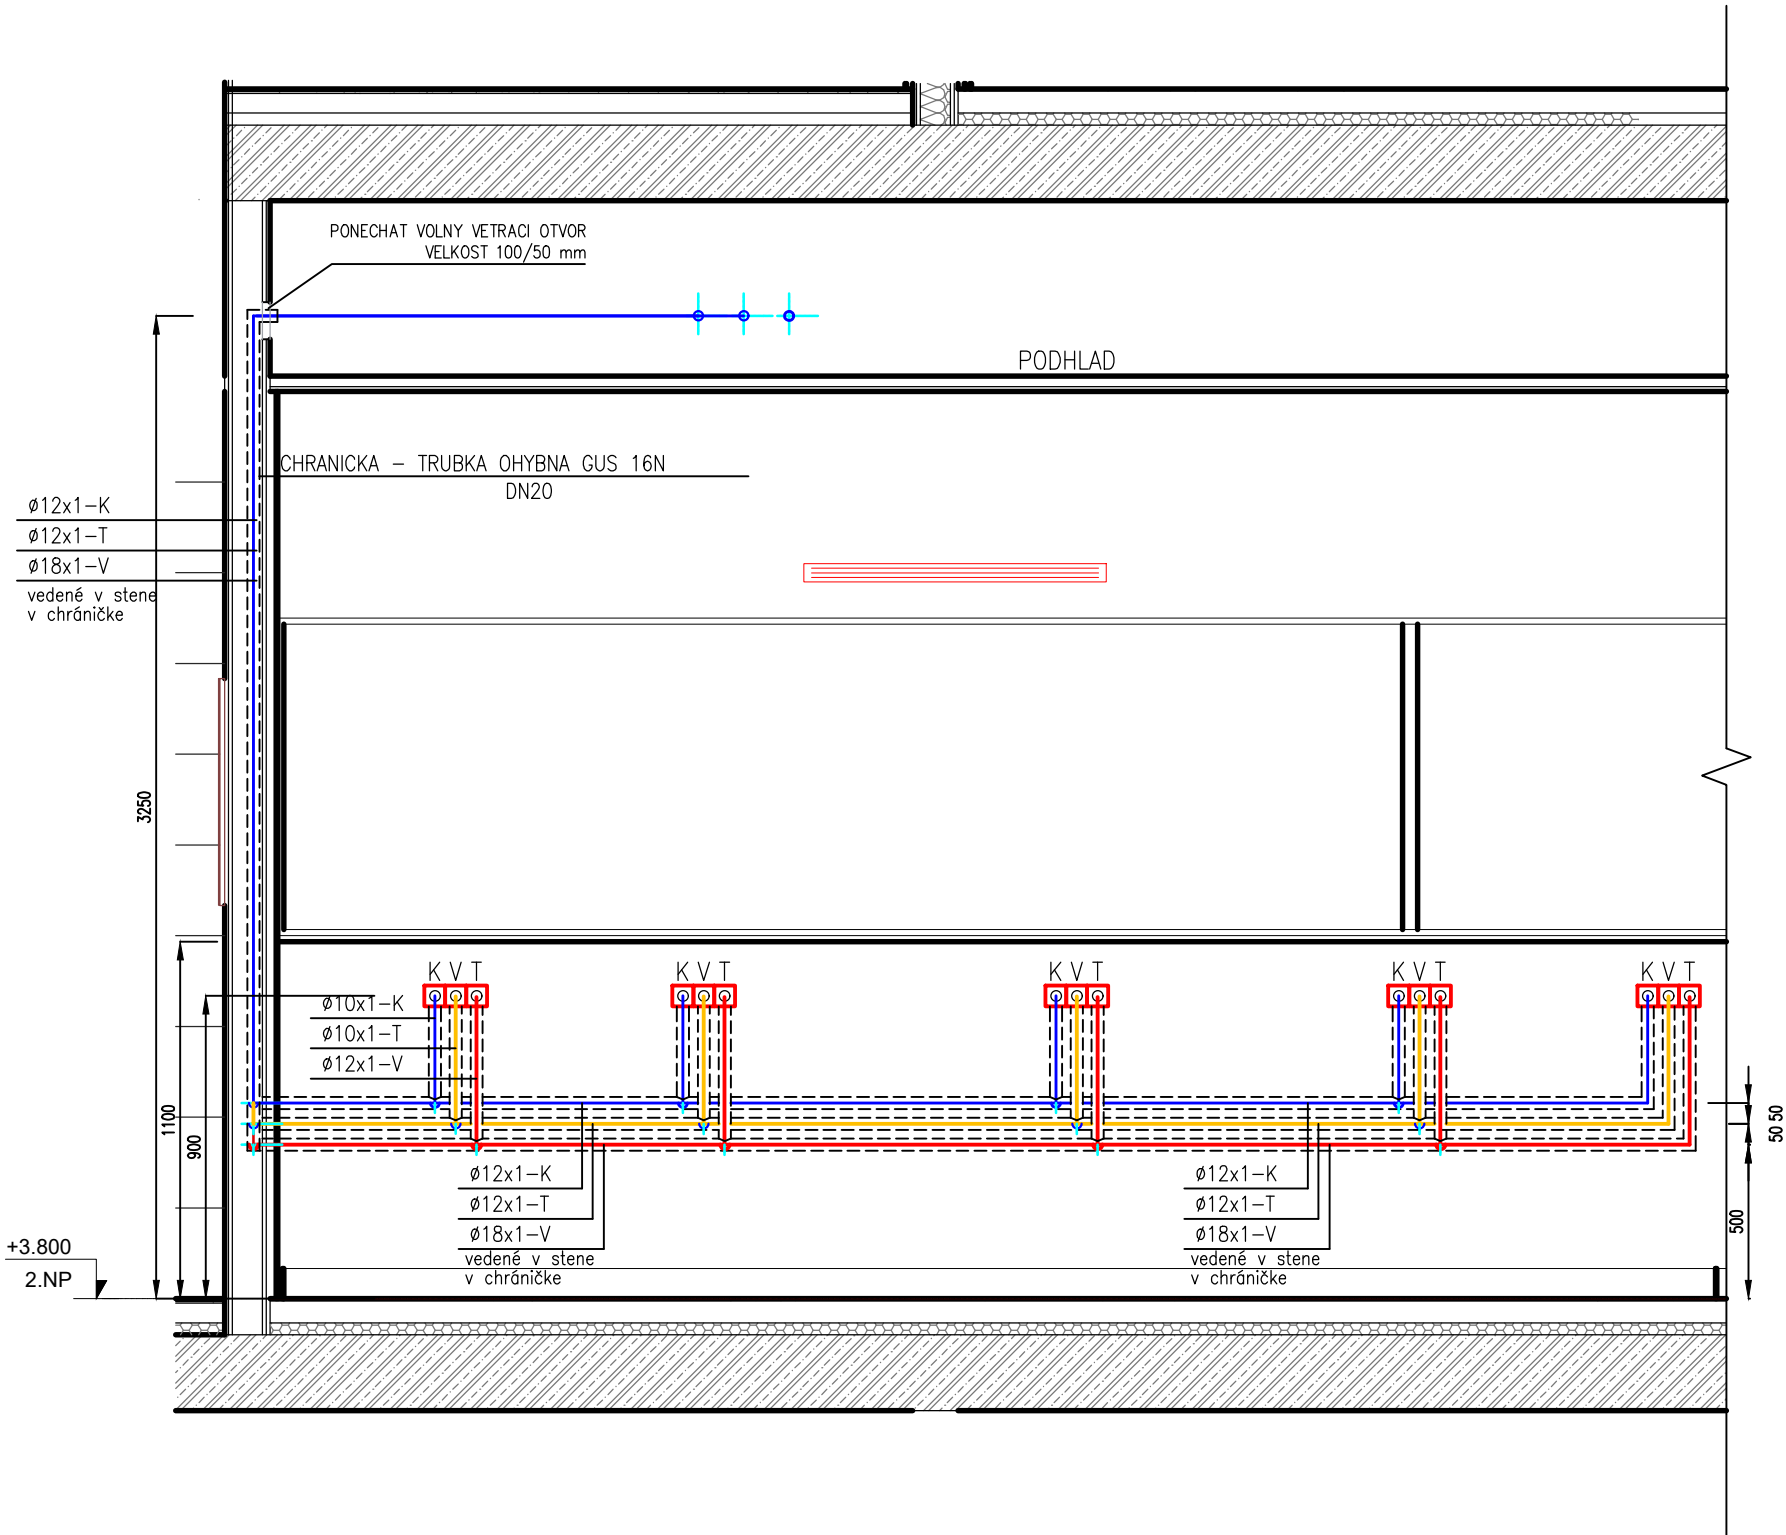 PONECHAT VOLNY VETRACI OTVOR
VELKOST 100/50 mm
PODHLAD
CHRANICKA - TRUBKA OHYBNA GUS 16N
DN20
ø12x1-K
ø12x1-T
ø18x1-V
vedené v stene
v chráničke
3250
K V T
K V T
K V T
K V T
K V T
ø10x1-K
ø10x1-T
ø12x1-V
1100
900
50 50
500
ø12x1-K
ø12x1-T
ø18x1-V
vedené v stene
v chráničke
ø12x1-K
ø12x1-T
ø18x1-V
vedené v stene
v chráničke
+3.800
2.NP